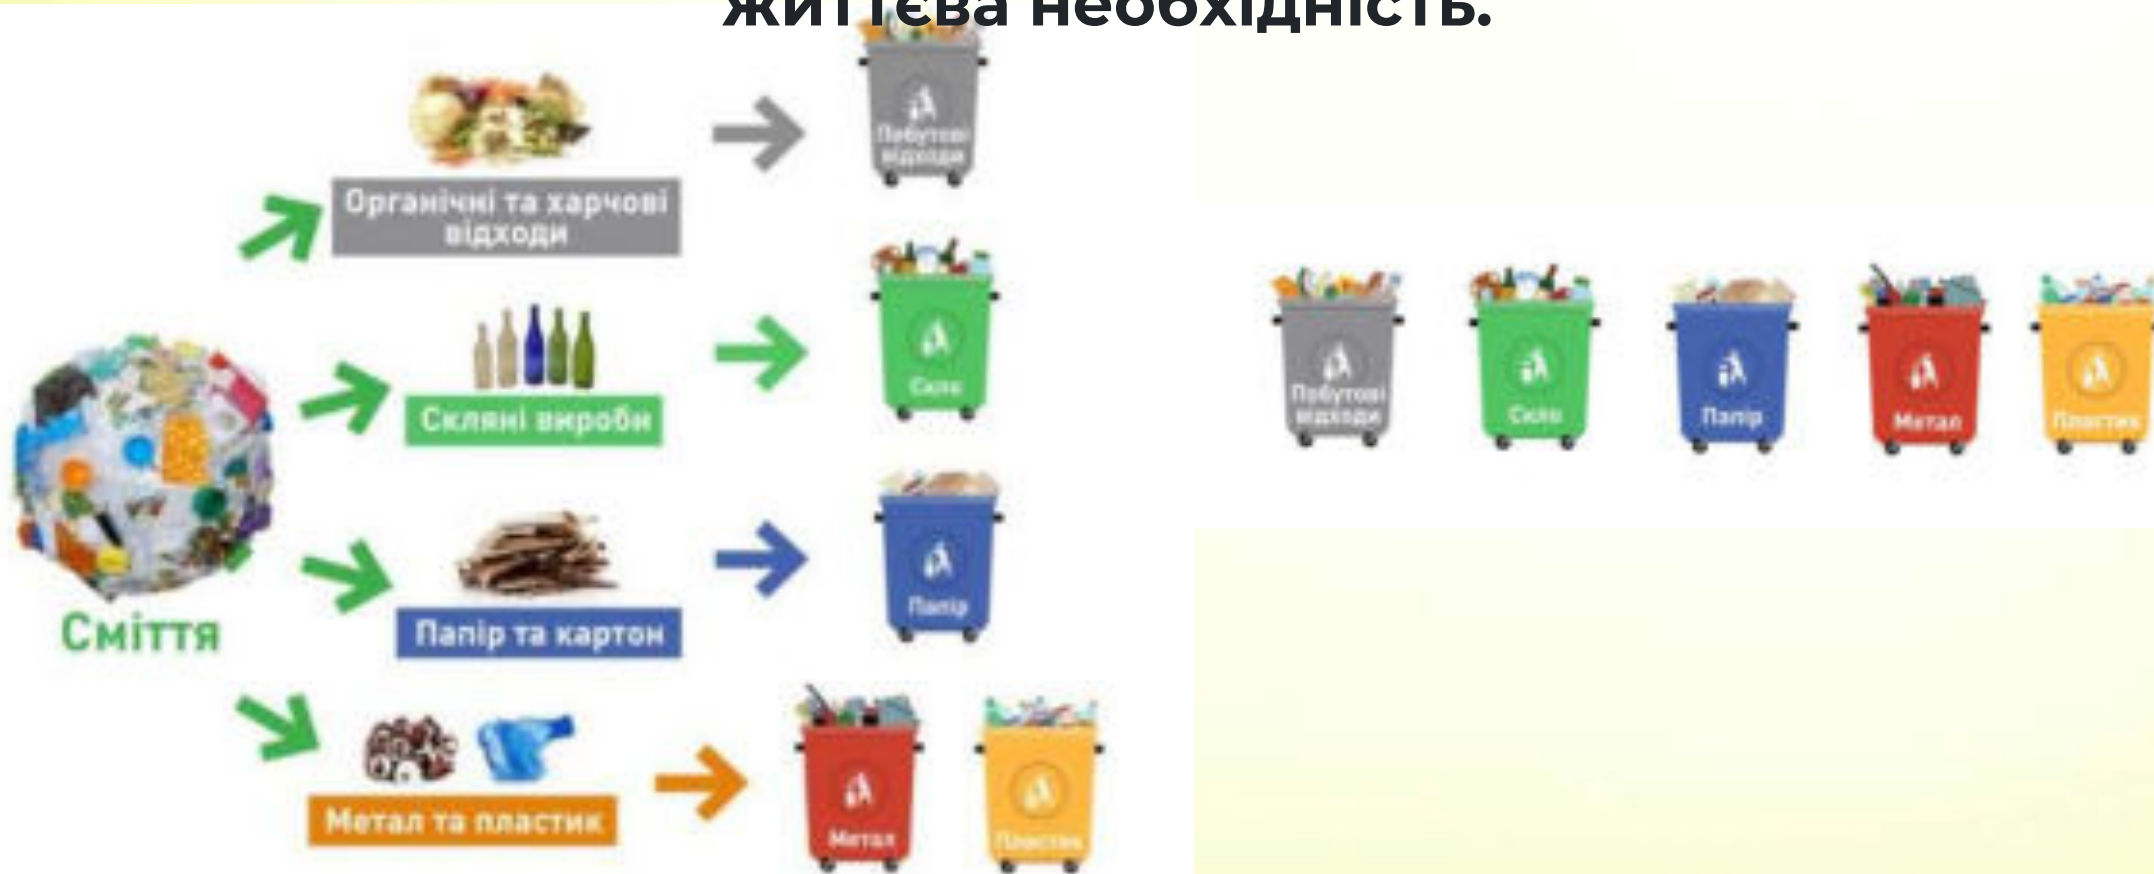 життєва необхідність.
Побутові
відходи
Органічні та харчові
відходи
Скло
Скляні вироби
Папір
Папір та картон
Сміття
Метал
Пластик
Метал та пластик
Побутові
відходи
Скло
Папір
Метал
Пластик